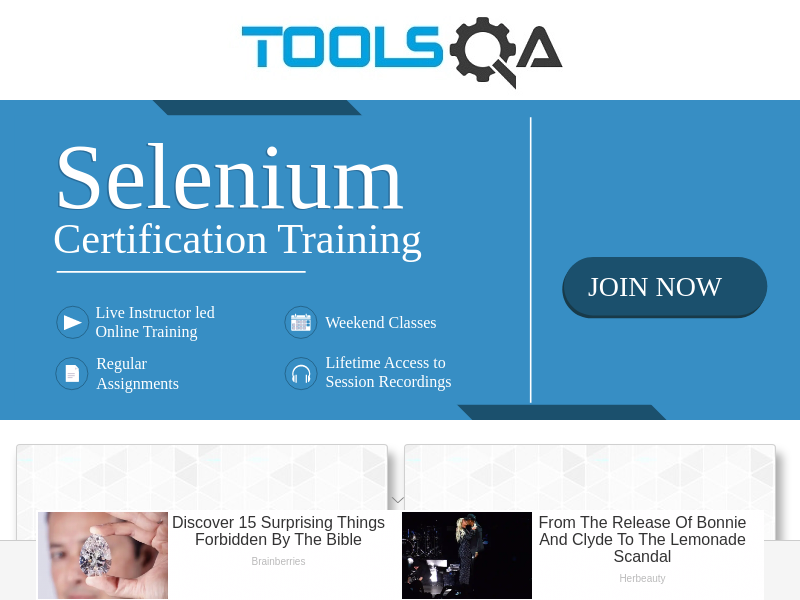 TOOLSQA
Selenium
Certification Training
JOIN NOW
Live Instructor led
Online Training
Weekend Classes
Regular
Assignments
Lifetime Access to
Session Recordings
Discover 15 Surprising Things
Forbidden By The Bible
Brainberries
From The Release Of Bonnie
And Clyde To The Lemonade
Scandal
Herbeauty